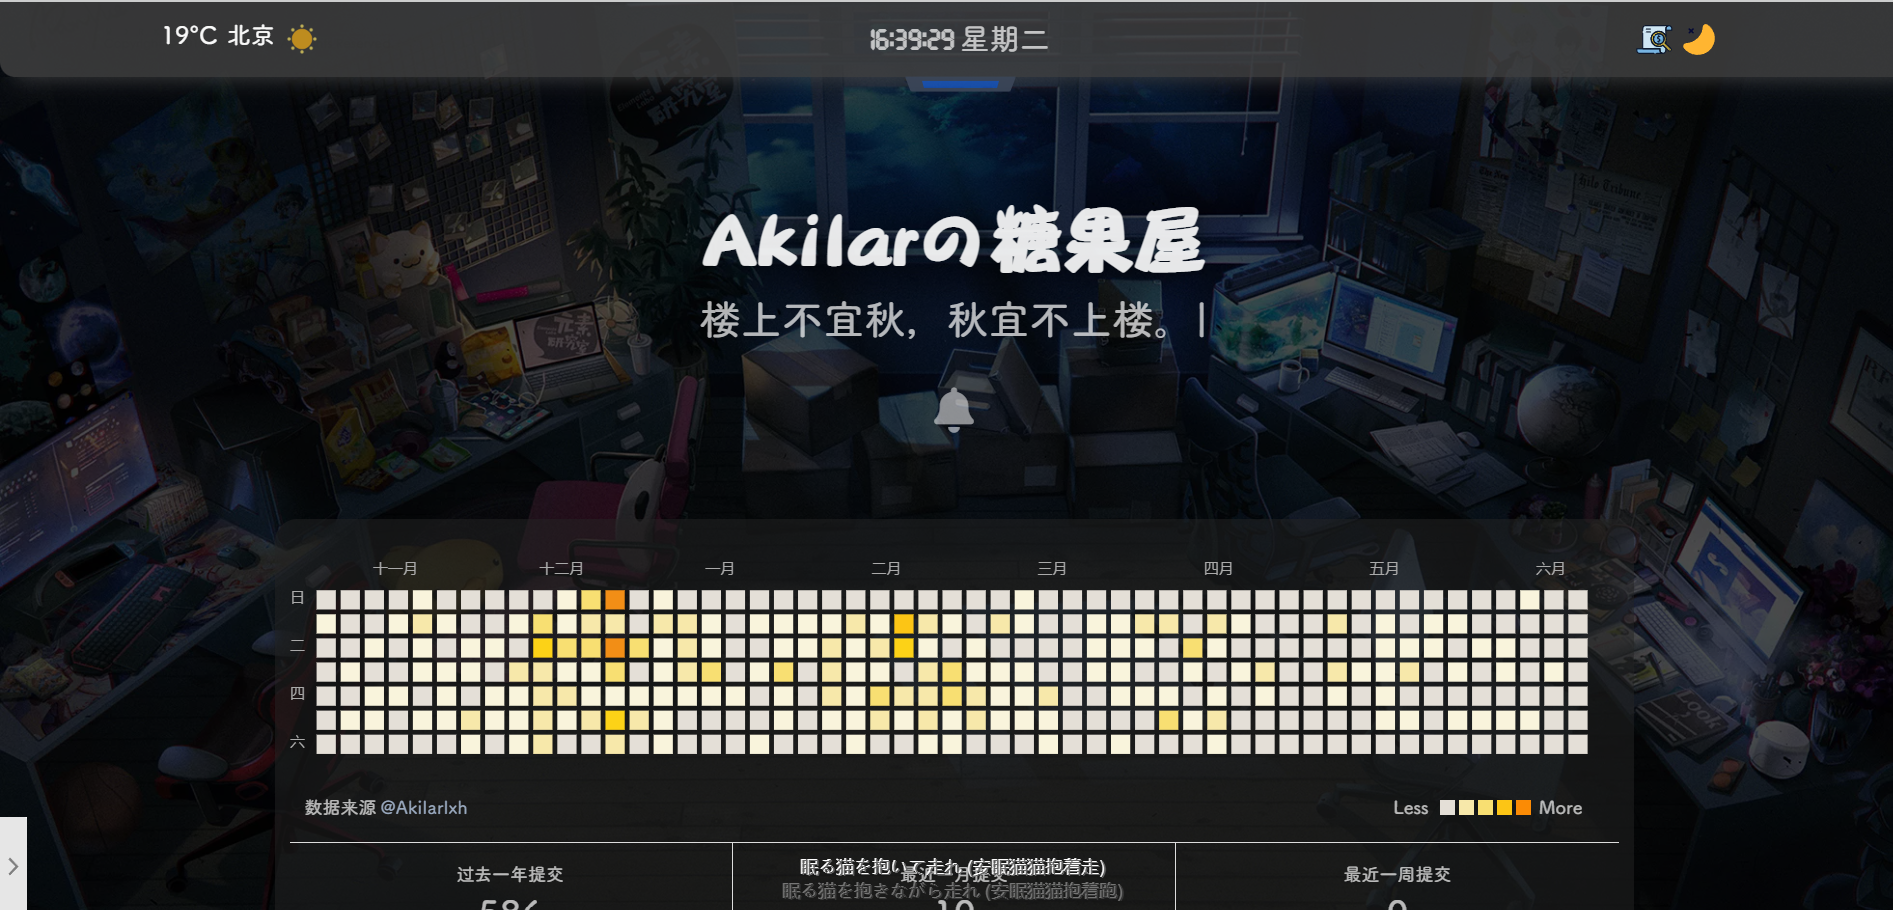 19°C 北京
16:39:29 星期二
Akilarの糖果屋
楼上不宜秋，秋宜不上楼。|
十一月 十二月 一月 二月 三月 四月 五月 六月
日
二
四
六
数据来源 @Akilarlxh
Less More
过去一年提交 最近一月提交 最近一周提交
眠る猫を抱いて走れ (安眠猫猫抱着走)
眠る猫を抱きながら走れ (安眠猫猫抱着跑)
586 10 0